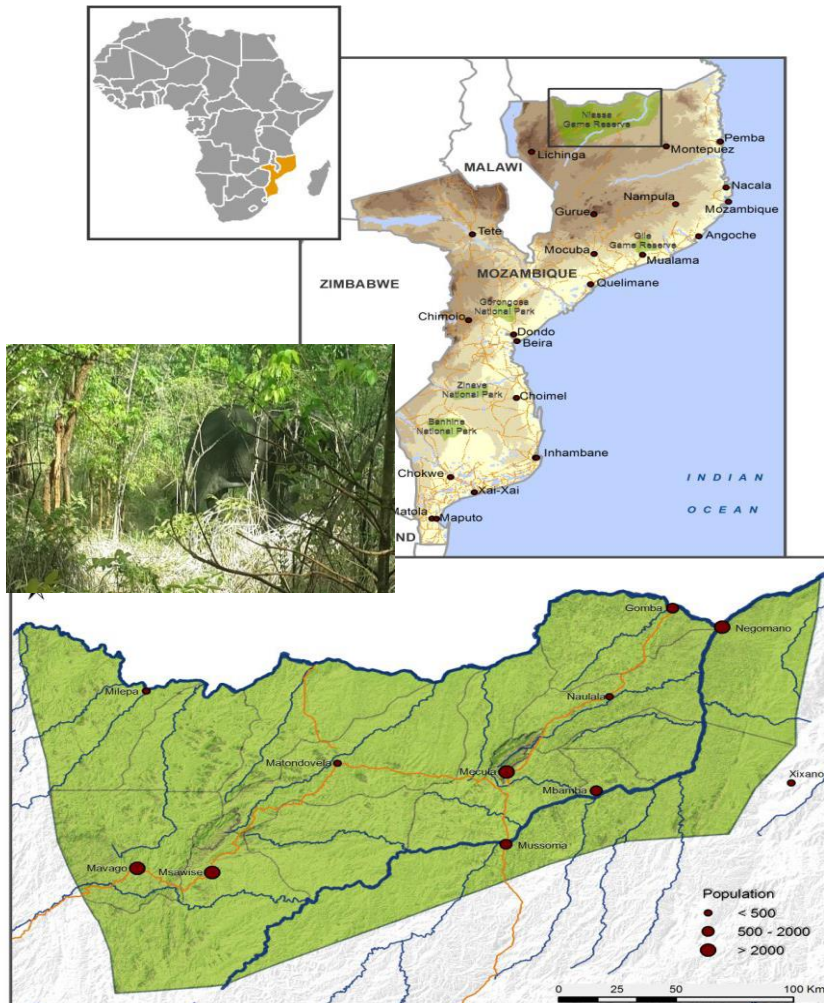 Niassa
Game Reserve
Pemba
Montepuez
Lichinga
MALAWI
Nacala
Nampula
Mozambique
Gurue
Tete
Gile
Game Reserve
Angoche
Mocuba
Mualama
MOZAMBIQUE
ZIMBABWE
Quelimane
Gorongosa
National Park
Chimoio
Dondo
Beira
Zinave
National Park
Choimel
Banhine
National Park
Inhambane
Chokwe
INDIAN
Xai-Xai
OCEAN
Matola
Maputo
ND
Gomba
Negomano
Milepa
Naulala
Matondovela
Mecula
Xixano
Mbamba
Mussoma
Mavago
Msawise
Population
< 500
500 - 2000
> 2000
0 25 50 100 Km